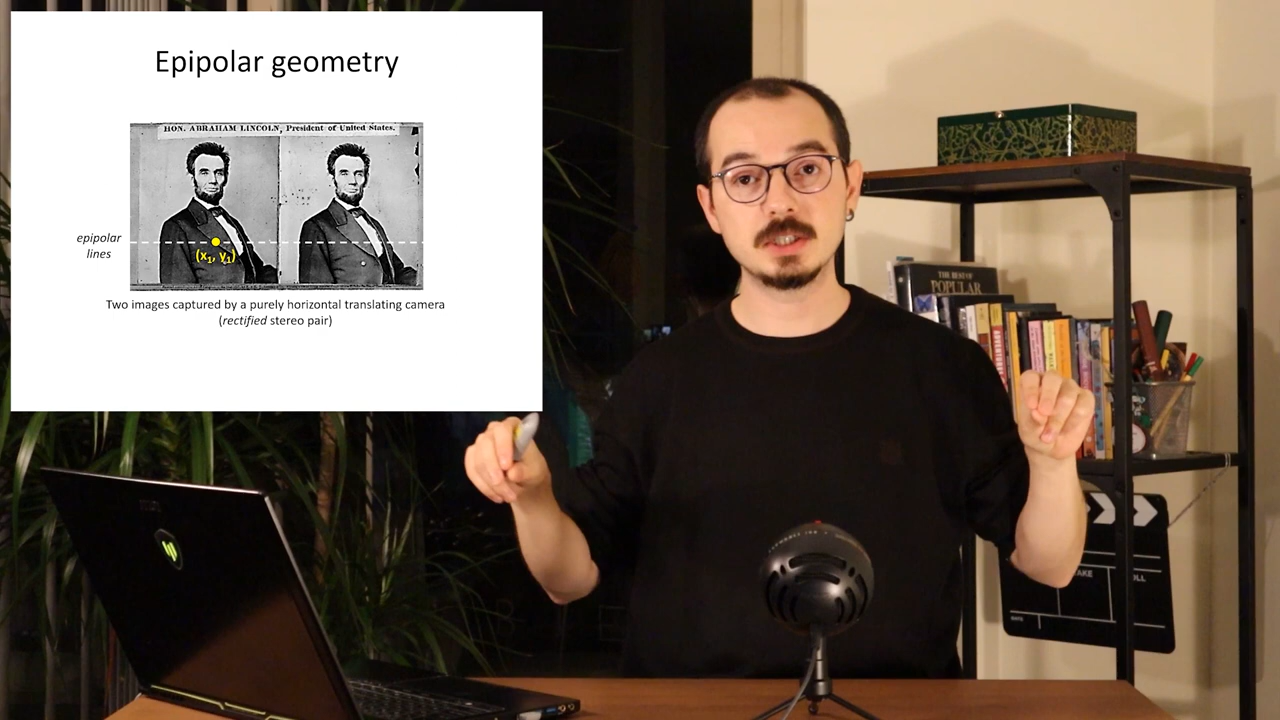 Epipolar geometry
HON. ABRAHAM LINCOLN, President of United States.
epipolar
lines
(x₁, y₁)
Two images captured by a purely horizontal translating camera
(rectified stereo pair)
THE BEST OF
POPULAR